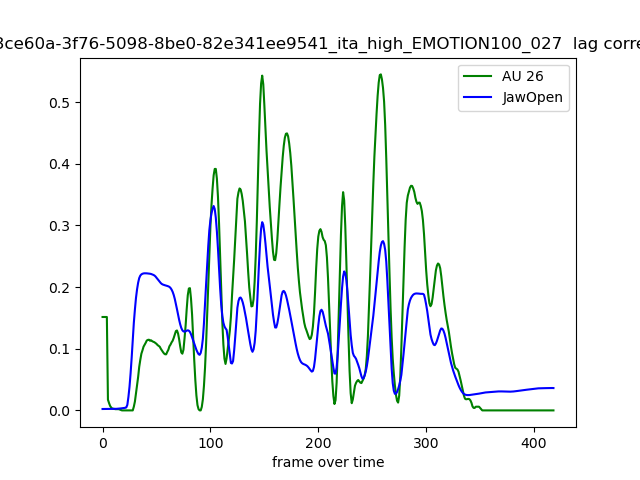 3ce60a-3f76-5098-8be0-82e341ee9541_ita_high_EMOTION100_027 lag corre
AU 26
JawOpen
0.5
0.4
0.3
0.2
0.1
0.0
0 100 200 300 400
frame over time